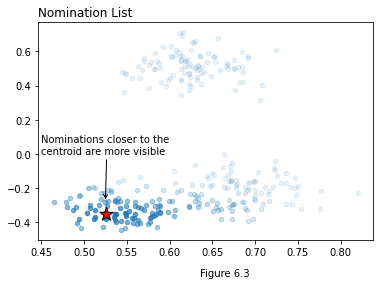 Nomination List
0.6
0.4
0.2
Nominations closer to the
centroid are more visible
0.0
−0.2
−0.4
0.45 0.50 0.55 0.60 0.65 0.70 0.75 0.80
Figure 6.3